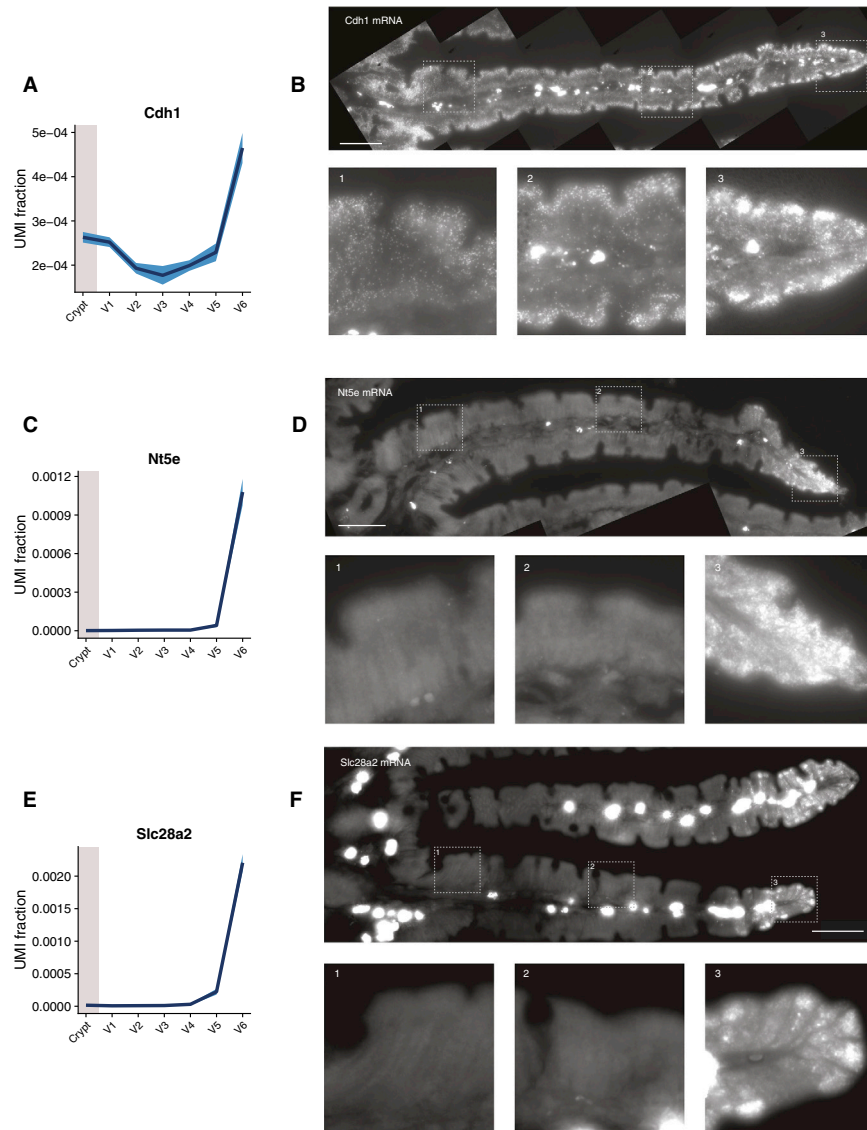 A
Cdh1
5e-04
4e-04
3e-04
2e-04
UMI fraction
Crypt
V1
V2
V3
V4
V5
V6
B
Cdh1 mRNA
1
2
3
1
2
3
C
Nt5e
0.0012
0.0009
0.0006
0.0003
0.0000
UMI fraction
Crypt
V1
V2
V3
V4
V5
V6
D
Nt5e mRNA
1
2
3
1
2
3
E
Slc28a2
0.0020
0.0015
0.0010
0.0005
0.0000
UMI fraction
Crypt
V1
V2
V3
V4
V5
V6
F
Slc28a2 mRNA
1
2
3
1
2
3